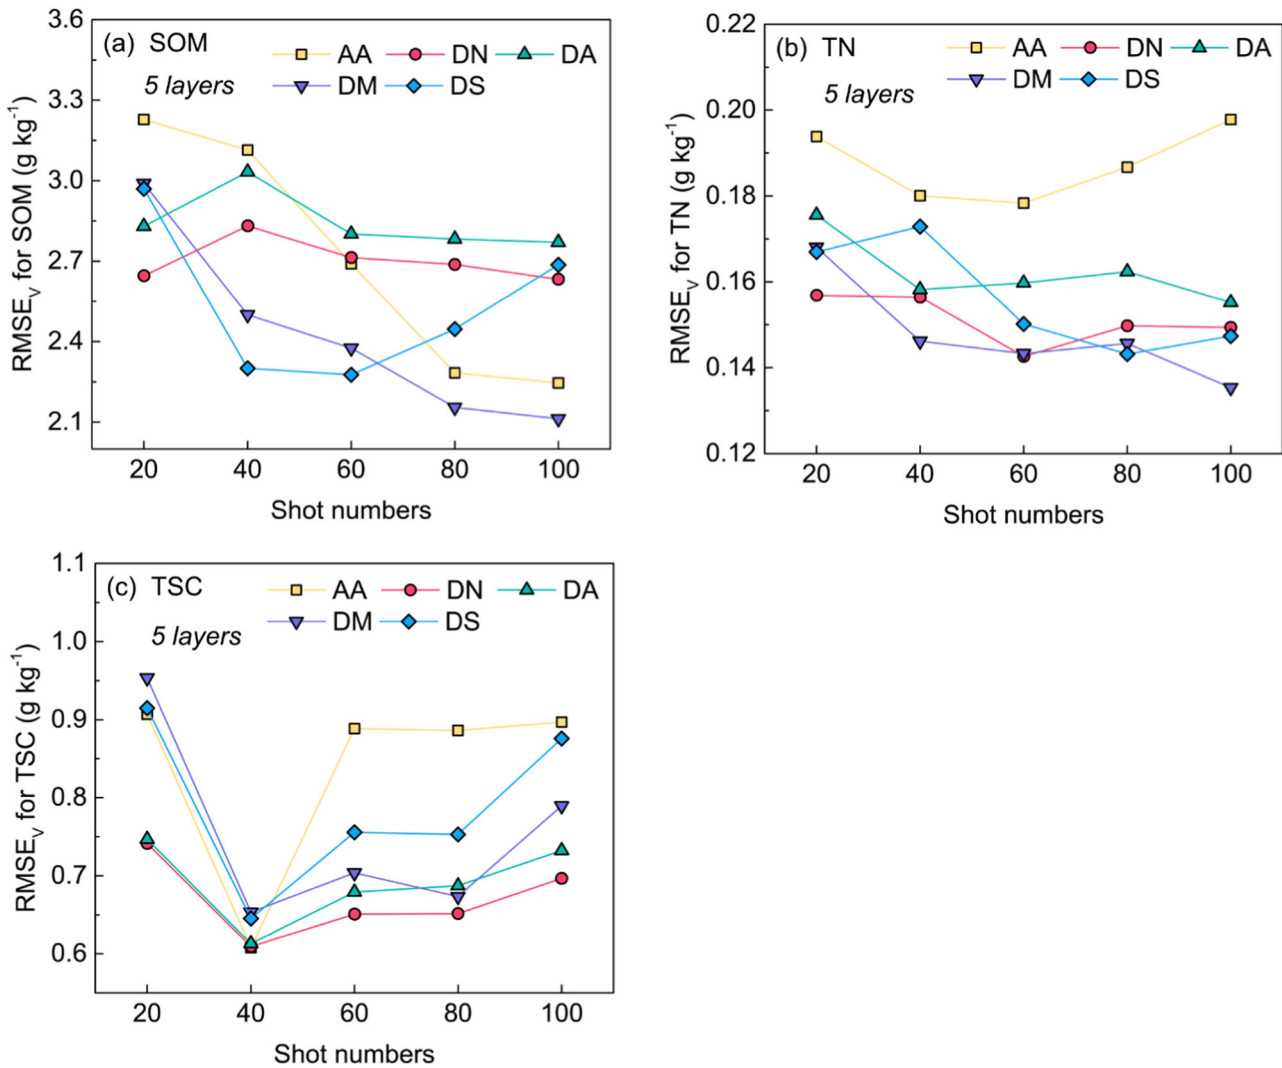 (a) SOM
AA DN DA
5 layers DM DS
3.6
3.3
3.0
2.7
2.4
2.1
RMSE_V for SOM (g kg⁻¹)
20 40 60 80 100
Shot numbers
(b) TN
AA DN DA
5 layers DM DS
0.22
0.20
0.18
0.16
0.14
0.12
RMSE_V for TN (g kg⁻¹)
20 40 60 80 100
Shot numbers
(c) TSC
AA DN DA
DM DS
5 layers
1.1
1.0
0.9
0.8
0.7
0.6
RMSE_V for TSC (g kg⁻¹)
20 40 60 80 100
Shot numbers